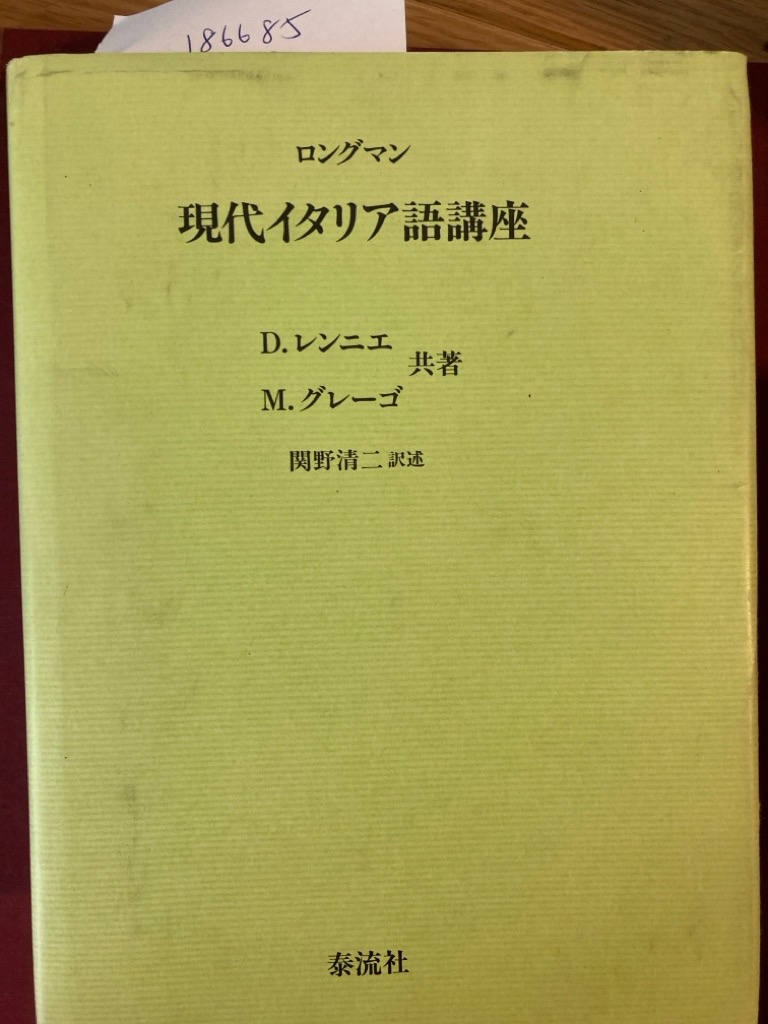 186685
ロングマン
現代イタリア語講座
D.レンニエ
共著
M.グレーゴ
関野清二 訳述
泰流社